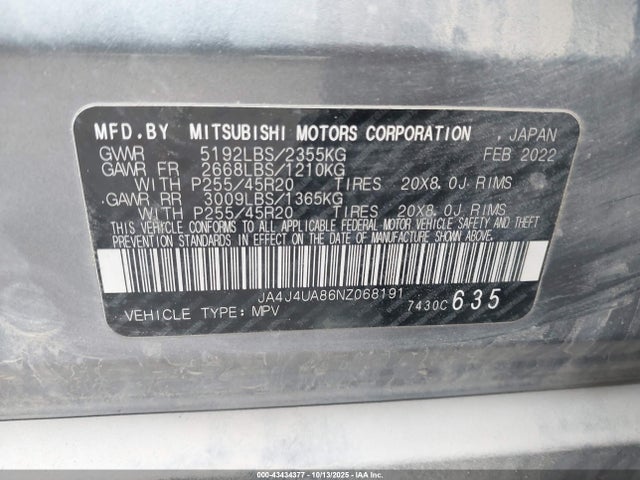 MFD.BY MITSUBISHI MOTORS CORPORATION , JAPAN
GVWR 5192LBS/2355KG FEB 2022
GAWR FR 2668LBS/1210KG
WITH P255/45R20 TIRES 20X8.0J RIMS
GAWR RR 3009LBS/1365KG
WITH P255/45R20 TIRES 20X8.0J RIMS
THIS VEHICLE CONFORMS TO ALL APPLICABLE FEDERAL MOTOR VEHICLE SAFETY AND
THEFT PREVENTION STANDARDS IN EFFECT ON THE DATE OF MANUFACTURE SHOWN ABOVE.
JA4J4UA86NZ068191
VEHICLE TYPE: MPV 7430C 635
000-43434377 | 10/13/2025 | IAAI, Inc. Copyright